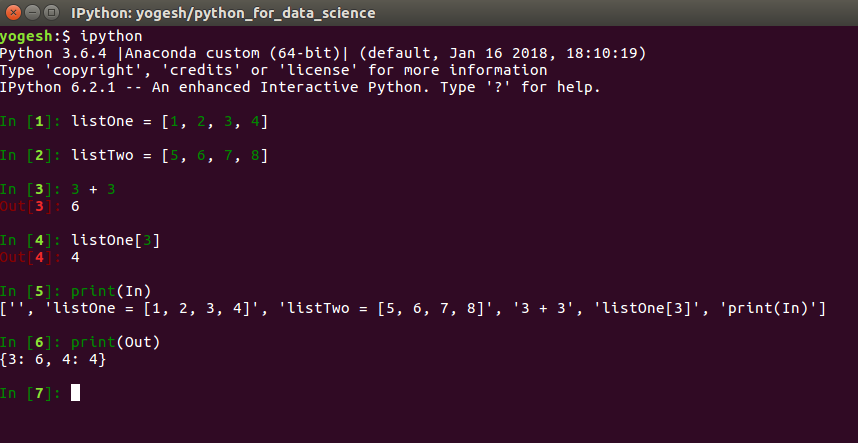 IPython: yogesh/python_for_data_science
yogesh:$ ipython
Python 3.6.4 |Anaconda custom (64-bit)| (default, Jan 16 2018, 18:10:19)
Type 'copyright', 'credits' or 'license' for more information
IPython 6.2.1 -- An enhanced Interactive Python. Type '?' for help.
In [1]: listOne = [1, 2, 3, 4]
In [2]: listTwo = [5, 6, 7, 8]
In [3]: 3 + 3
Out[3]: 6
In [4]: listOne[3]
Out[4]: 4
In [5]: print(In)
['', 'listOne = [1, 2, 3, 4]', 'listTwo = [5, 6, 7, 8]', '3 + 3', 'listOne[3]', 'print(In)']
In [6]: print(Out)
{3: 6, 4: 4}
In [7]: